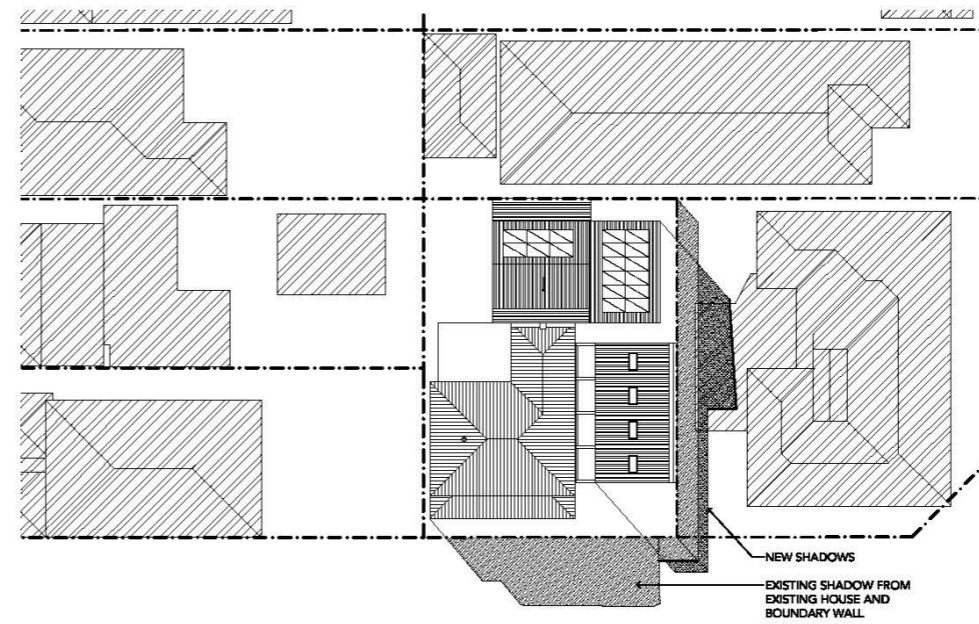 NEW SHADOWS
EXISTING SHADOW FROM
EXISTING HOUSE AND
BOUNDARY WALL